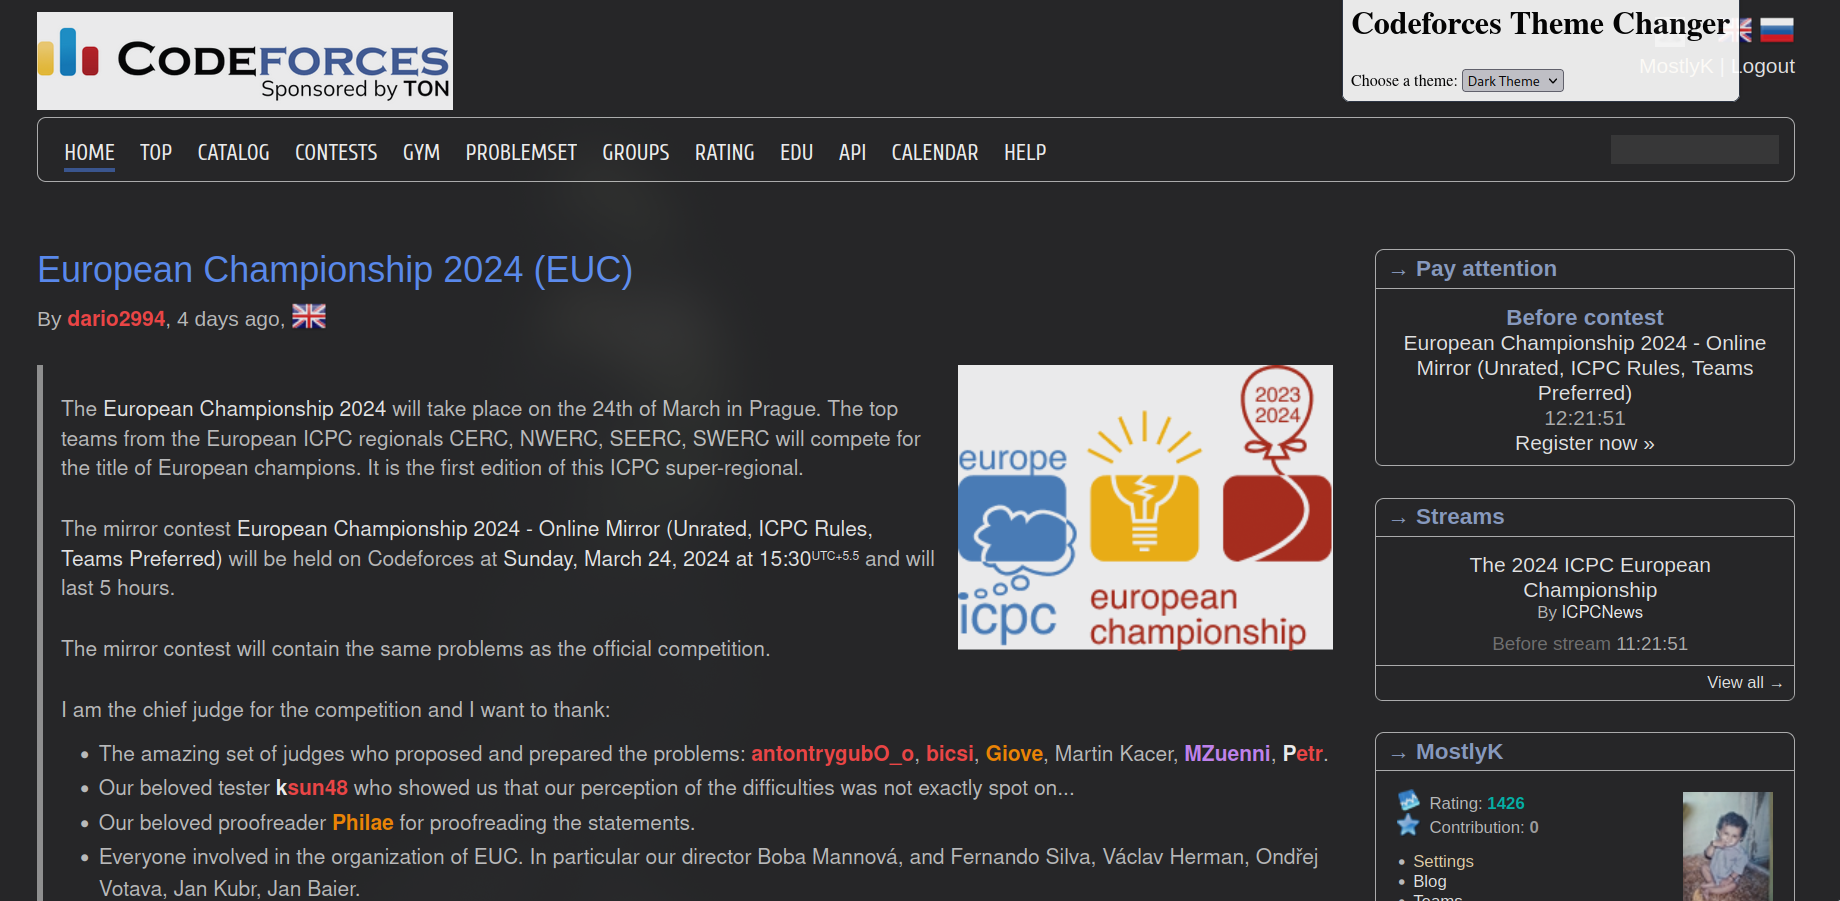 CODEFORCES
Sponsored by TON
Codeforces Theme Changer
Choose a theme: Dark Theme
MostlyK | Logout
HOME TOP CATALOG CONTESTS GYM PROBLEMSET GROUPS RATING EDU API CALENDAR HELP
European Championship 2024 (EUC)
By dario2994, 4 days ago,
The European Championship 2024 will take place on the 24th of March in Prague. The top
teams from the European ICPC regionals CERC, NWERC, SEERC, SWERC will compete for
the title of European champions. It is the first edition of this ICPC super-regional.
The mirror contest European Championship 2024 - Online Mirror (Unrated, ICPC Rules,
Teams Preferred) will be held on Codeforces at Sunday, March 24, 2024 at 15:30UTC+5.5 and will
last 5 hours.
The mirror contest will contain the same problems as the official competition.
2023
2024
europe
icpc
european
championship
I am the chief judge for the competition and I want to thank:
• The amazing set of judges who proposed and prepared the problems: antontrygubO_o, bicsi, Giove, Martin Kacer, MZuenni, Petr.
• Our beloved tester ksun48 who showed us that our perception of the difficulties was not exactly spot on...
• Our beloved proofreader Philae for proofreading the statements.
• Everyone involved in the organization of EUC. In particular our director Boba Mannová, and Fernando Silva, Václav Herman, Ondřej
Votava, Jan Kubr, Jan Baier.
→ Pay attention
Before contest
European Championship 2024 - Online
Mirror (Unrated, ICPC Rules, Teams
Preferred)
12:21:51
Register now »
→ Streams
The 2024 ICPC European
Championship
By ICPCNews
Before stream 11:21:51
View all →
→ MostlyK
Rating: 1426
Contribution: 0
• Settings
• Blog
• Teams